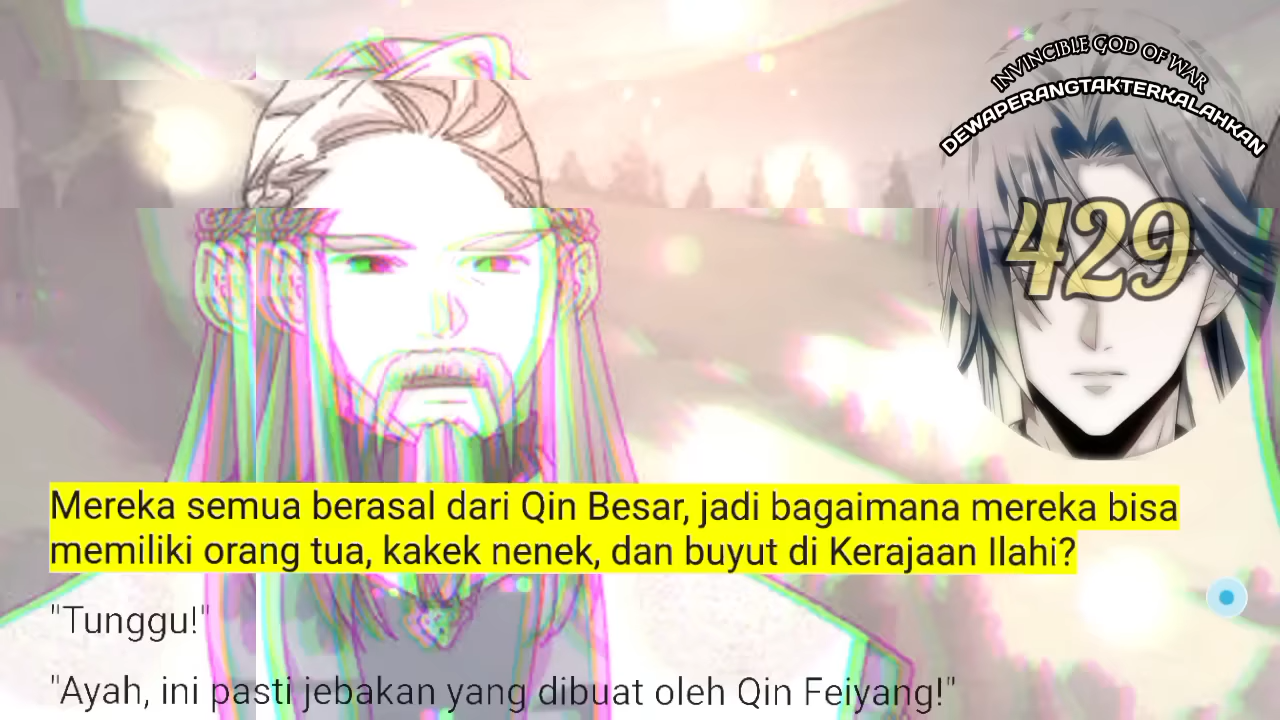 INVINCIBLE GOD OF WAR
DEWAPERANGTAKTERKALAHKAN
429
Mereka semua berasal dari Qin Besar, jadi bagaimana mereka bisa
memiliki orang tua, kakek nenek, dan buyut di Kerajaan Ilahi?
"Tunggu!"
"Ayah, ini pasti jebakan yang dibuat oleh Qin Feiyang!"